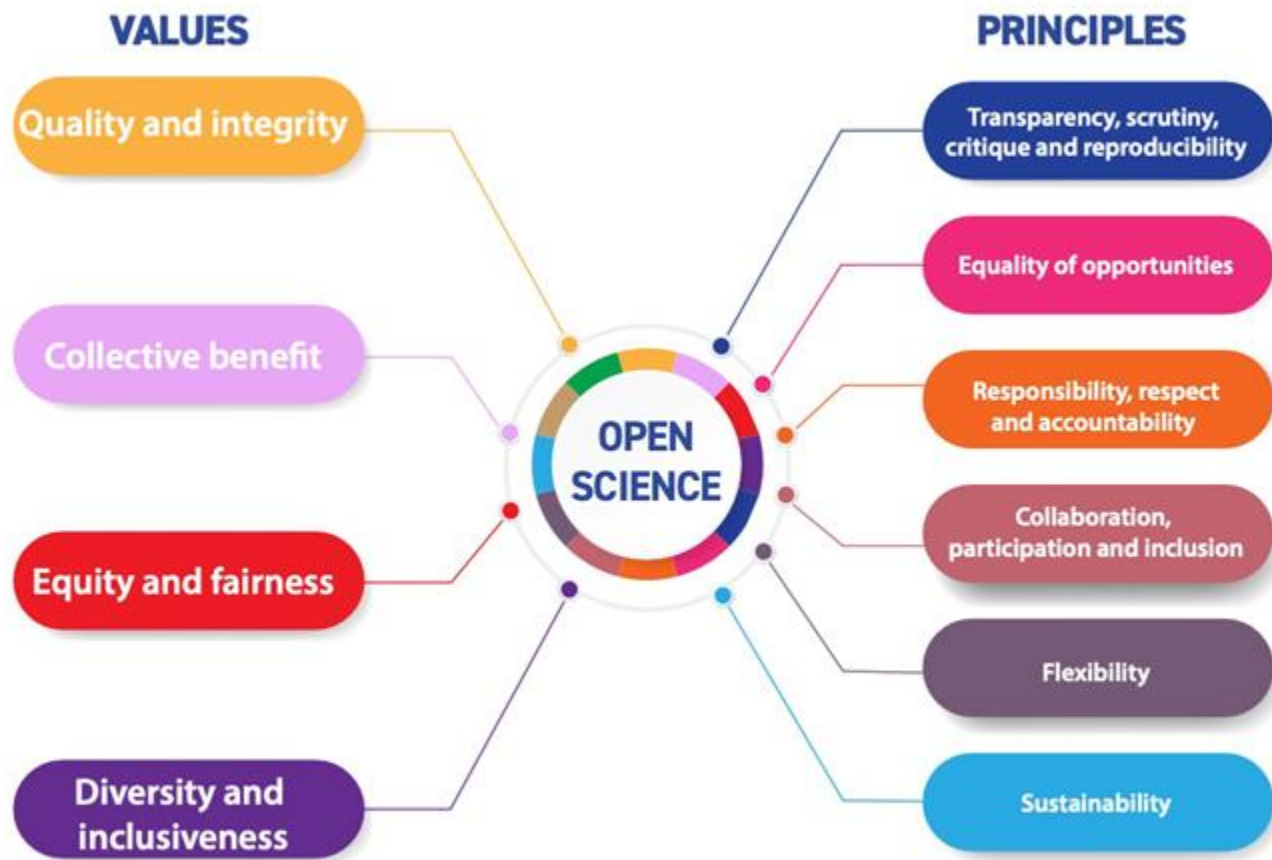 VALUES
Quality and integrity
Collective benefit
Equity and fairness
Diversity and
inclusiveness
OPEN
SCIENCE
PRINCIPLES
Transparency, scrutiny,
critique and reproducibility
Equality of opportunities
Responsibility, respect
and accountability
Collaboration,
participation and inclusion
Flexibility
Sustainability